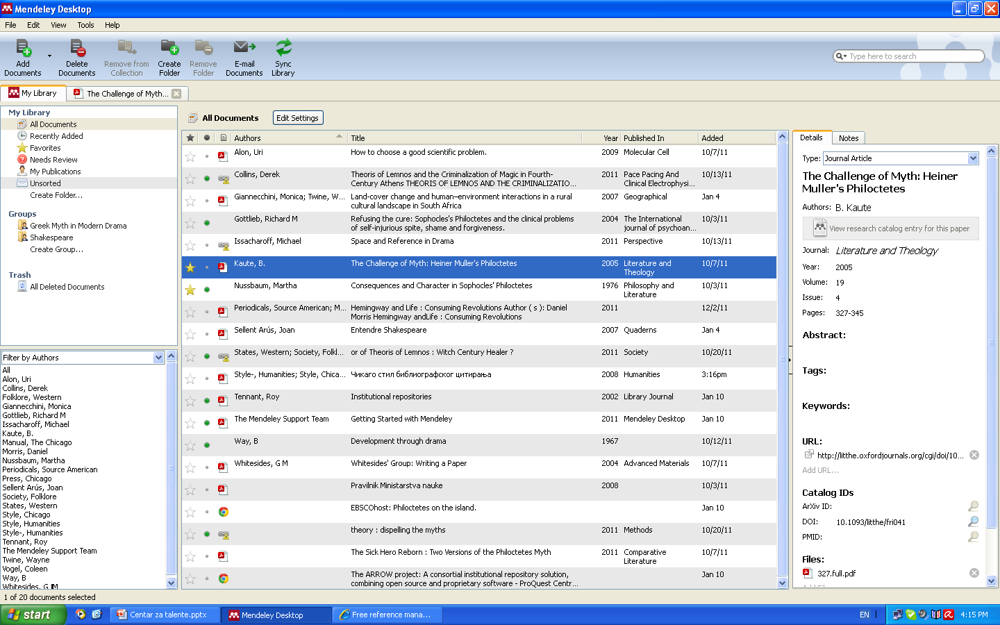 Mendeley Desktop
File Edit View Tools Help
Add Documents
Delete Documents
Remove from Collection
Create Folder
Remove Folder
E-mail Documents
Sync Library
Type here to search
My Library
The Challenge of Myth...
My Library
All Documents
Recently Added
Favorites
Needs Review
My Publications
Unsorted
Create Folder...
Groups
Greek Myth in Modern Drama
Shakespeare
Create Group...
Trash
All Deleted Documents
Filter by Authors
All
Alon, Uri
Collins, Derek
Folklore, Western
Giannecchini, Monica
Gottlieb, Richard M
Issacharoff, Michael
Kaute, B.
Manual, The Chicago
Morris, Daniel
Nussbaum, Martha
Periodicals, Source American
Press, Chicago
Sellent Arús, Joan
Society, Folklore
States, Western
Style, Chicago
Style, Humanities
Style-, Humanities
Tennant, Roy
The Mendeley Support Team
Twine, Wayne
Vogel, Coleen
Way, B
Whitesides, G M
All Documents Edit Settings
Authors Title Year Published In Added
Alon, Uri How to choose a good scientific problem. 2009 Molecular Cell 10/7/11
Collins, Derek Theoris of Lemnos and the Criminalization of Magic in Fourth- 2011 Pace Pacing And 10/13/11
Century Athens THEORIS OF LEMNOS AND THE CRIMINALIZATIO... Clinical Electrophysi...
Giannecchini, Monica; Twine, W... Land-cover change and human–environment interactions in a rural 2007 Geographical Jan 4
cultural landscape in South Africa
Gottlieb, Richard M Refusing the cure: Sophocles's Philoctetes and the clinical problems 2004 The International 10/3/11
of self-injurious spite, shame and forgiveness. journal of psychoan...
Issacharoff, Michael Space and Reference in Drama 2011 Perspective 10/13/11
Kaute, B. The Challenge of Myth: Heiner Muller's Philoctetes 2005 Literature and 10/7/11
Theology
Nussbaum, Martha Consequences and Character in Sophocles' Philoctetes 1976 Philosophy and 10/3/11
Literature
Periodicals, Source American; M... Hemingway and Life : Consuming Revolutions Author ( s ): Daniel 2011 12/2/11
Morris Hemingway andLife : Consuming Revolutions
Sellent Arús, Joan Entendre Shakespeare 2007 Quaderns Jan 4
States, Western; Society, Folkl... or of Theoris of Lemnos : Witch Century Healer ? 2011 Society 10/20/11
Style-, Humanities; Style, Chica... Чикаго стил библиографског цитирања 2008 Humanities 3:16pm
Tennant, Roy Institutional repositories 2002 Library Journal Jan 10
The Mendeley Support Team Getting Started with Mendeley 2011 Mendeley Desktop Jan 10
Way, B Development through drama 1967 10/12/11
Whitesides, G M Whitesides' Group: Writing a Paper 2004 Advanced Materials 10/7/11
Pravilnik Ministarstva nauke 2008 10/3/11
EBSCOhost: Philoctetes on the island. Jan 10
theory : dispelling the myths 2011 Methods 10/20/11
The Sick Hero Reborn : Two Versions of the Philoctetes Myth 2011 Comparative 10/7/11
Literature
The ARROW project: A consortial institutional repository solution, Jan 10
combining open source and proprietary software - ProQuest Centr...
Details Notes
Type: Journal Article
The Challenge of Myth: Heiner
Muller's Philoctetes
Authors: B. Kaute
View research catalog entry for this paper
Journal: Literature and Theology
Year: 2005
Volume: 19
Issue: 4
Pages: 327-345
Abstract:
Tags:
Keywords:
URL:
http://litthe.oxfordjournals.org/cgi/doi/10...
Add URL...
Catalog IDs
ArXiv ID:
DOI: 10.1093/litthe/fri041
PMID:
Files:
327.full.pdf
1 of 20 documents selected
start
Centar za talente.pptx
Mendeley Desktop
Free reference mana...
EN
4:15 PM